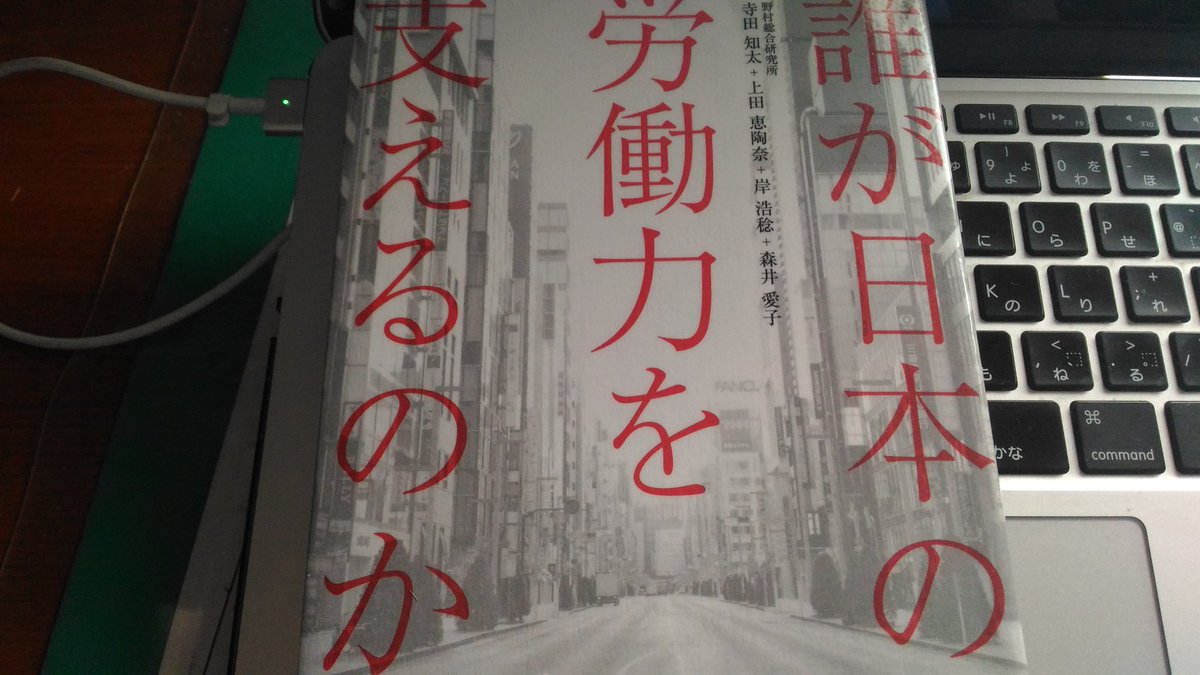 誰が日本の
労働力を
支えるのか
野村総合研究所
寺田 知太+上田 恵陶奈+岸 浩稔+森井 愛子
FANCL
F8
F9
F10
9 よ
0 を わ
= - ほ
に
O ら
P せ
@
K の
L り
+ ; れ
も
< , ね
> . る
かな
⌘
command